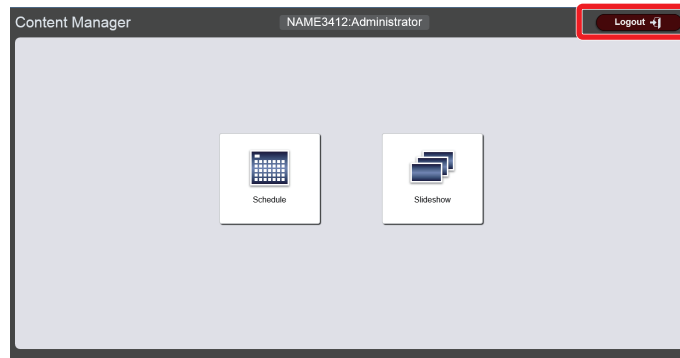 Content Manager
NAME3412:Administrator
Logout
Schedule
Slideshow